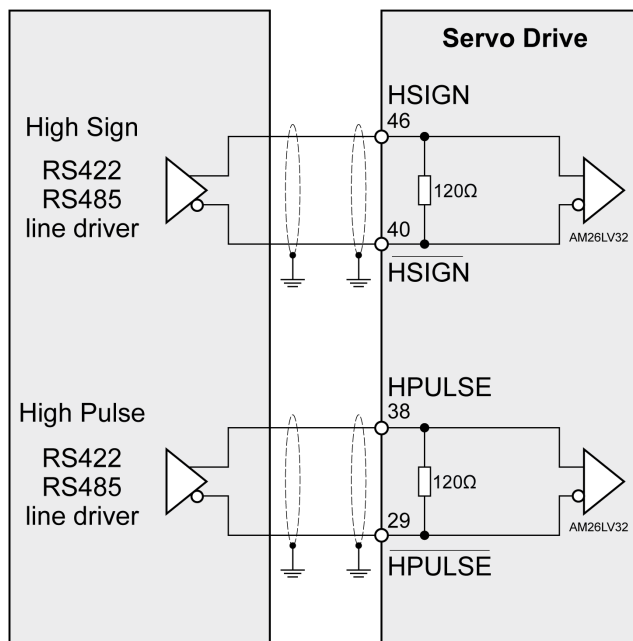 Servo Drive
HSIGN
46
High Sign
RS422
RS485
line driver
120Ω
40
AM26LV32
HSIGN
HPULSE
38
High Pulse
RS422
RS485
line driver
120Ω
29
AM26LV32
HPULSE